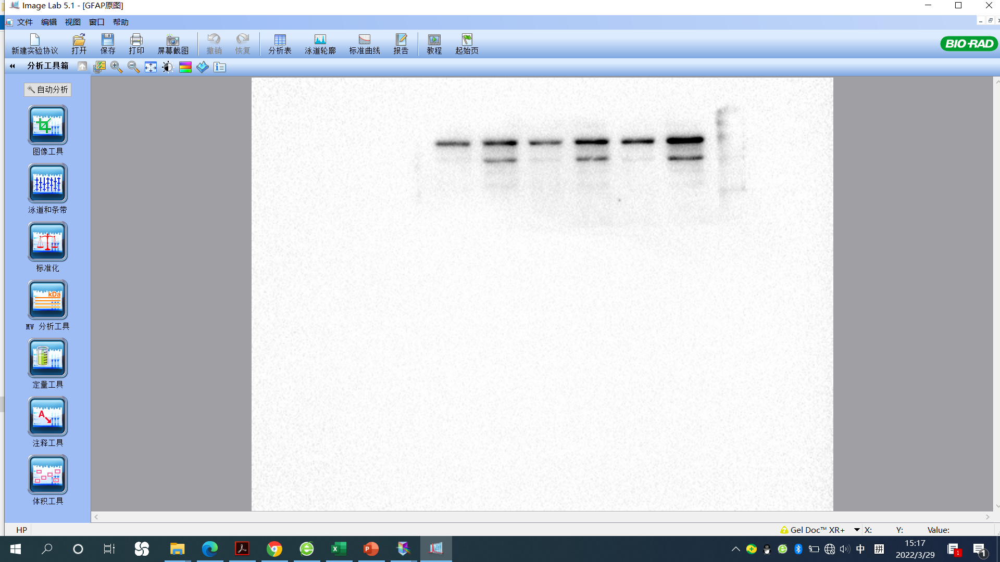 Image Lab 5.1 - [GFAP原图]
文件 编辑 视图 窗口 帮助
新建实验协议 打开 保存 打印 屏幕截图 撤销 恢复 分析表 泳道轮廓 标准曲线 报告 教程 起始页
BIO-RAD
分析工具箱
自动分析
图像工具
泳道和条带
标准化
kDa
MW 分析工具
定量工具
A
注释工具
体积工具
HP
Gel Doc™ XR+ X: Y: Value:
中 拼
15:17
2022/3/29
1
1